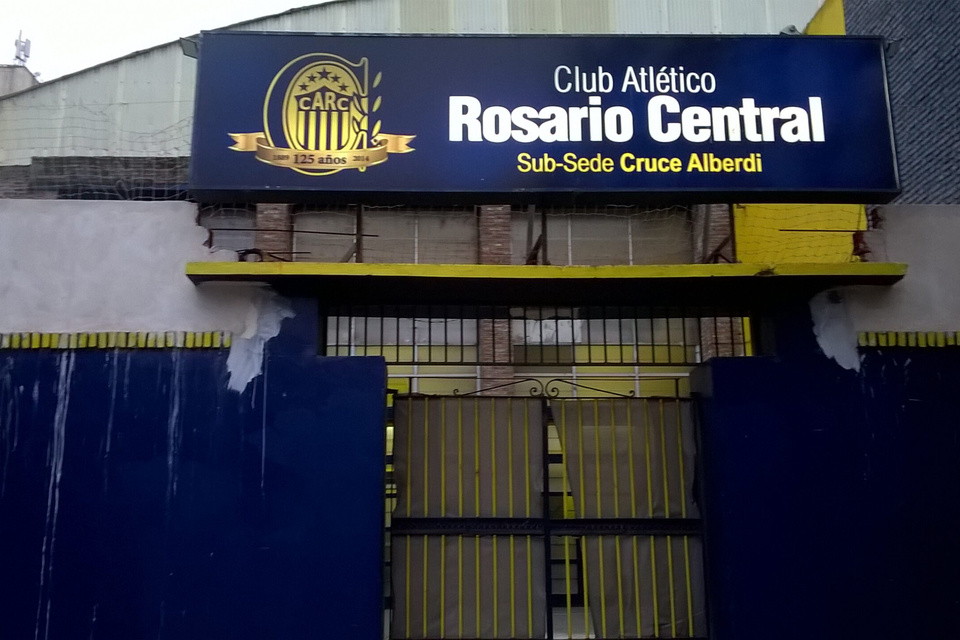 CARC
1889 125 años 2014
Club Atlético
Rosario Central
Sub-Sede Cruce Alberdi